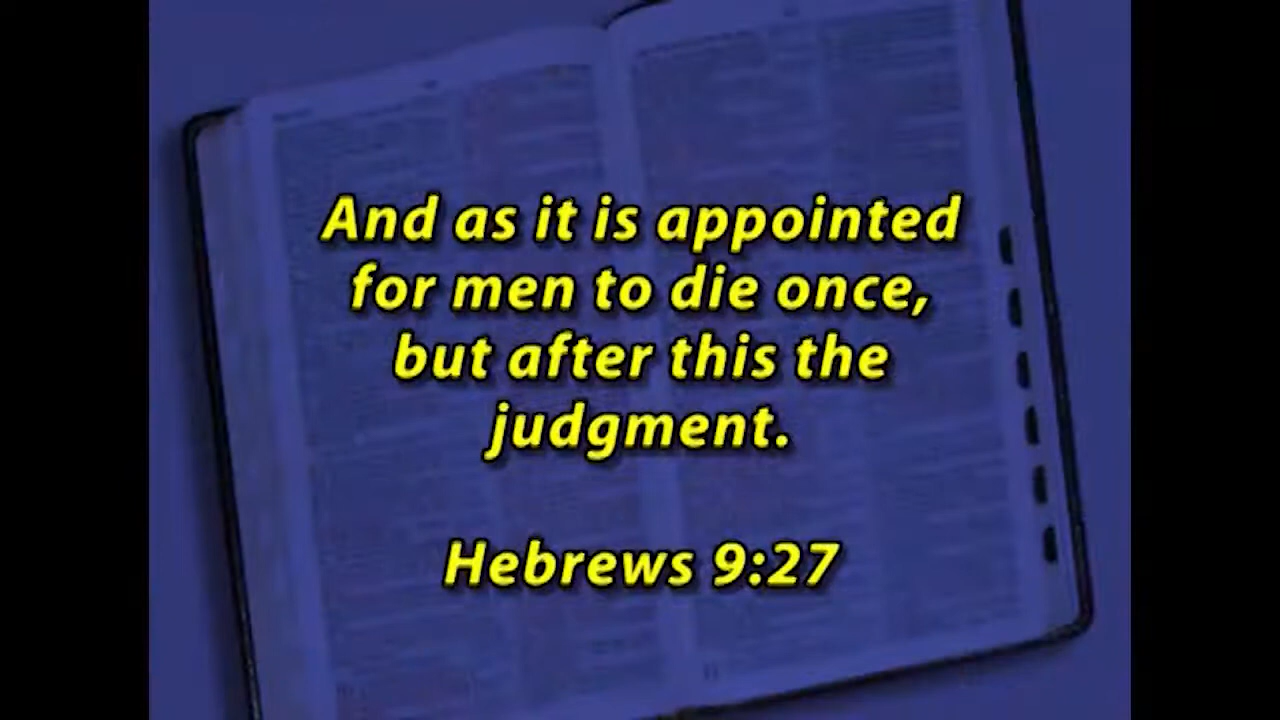 And as it is appointed
for men to die once,
but after this the
judgment.
Hebrews 9:27